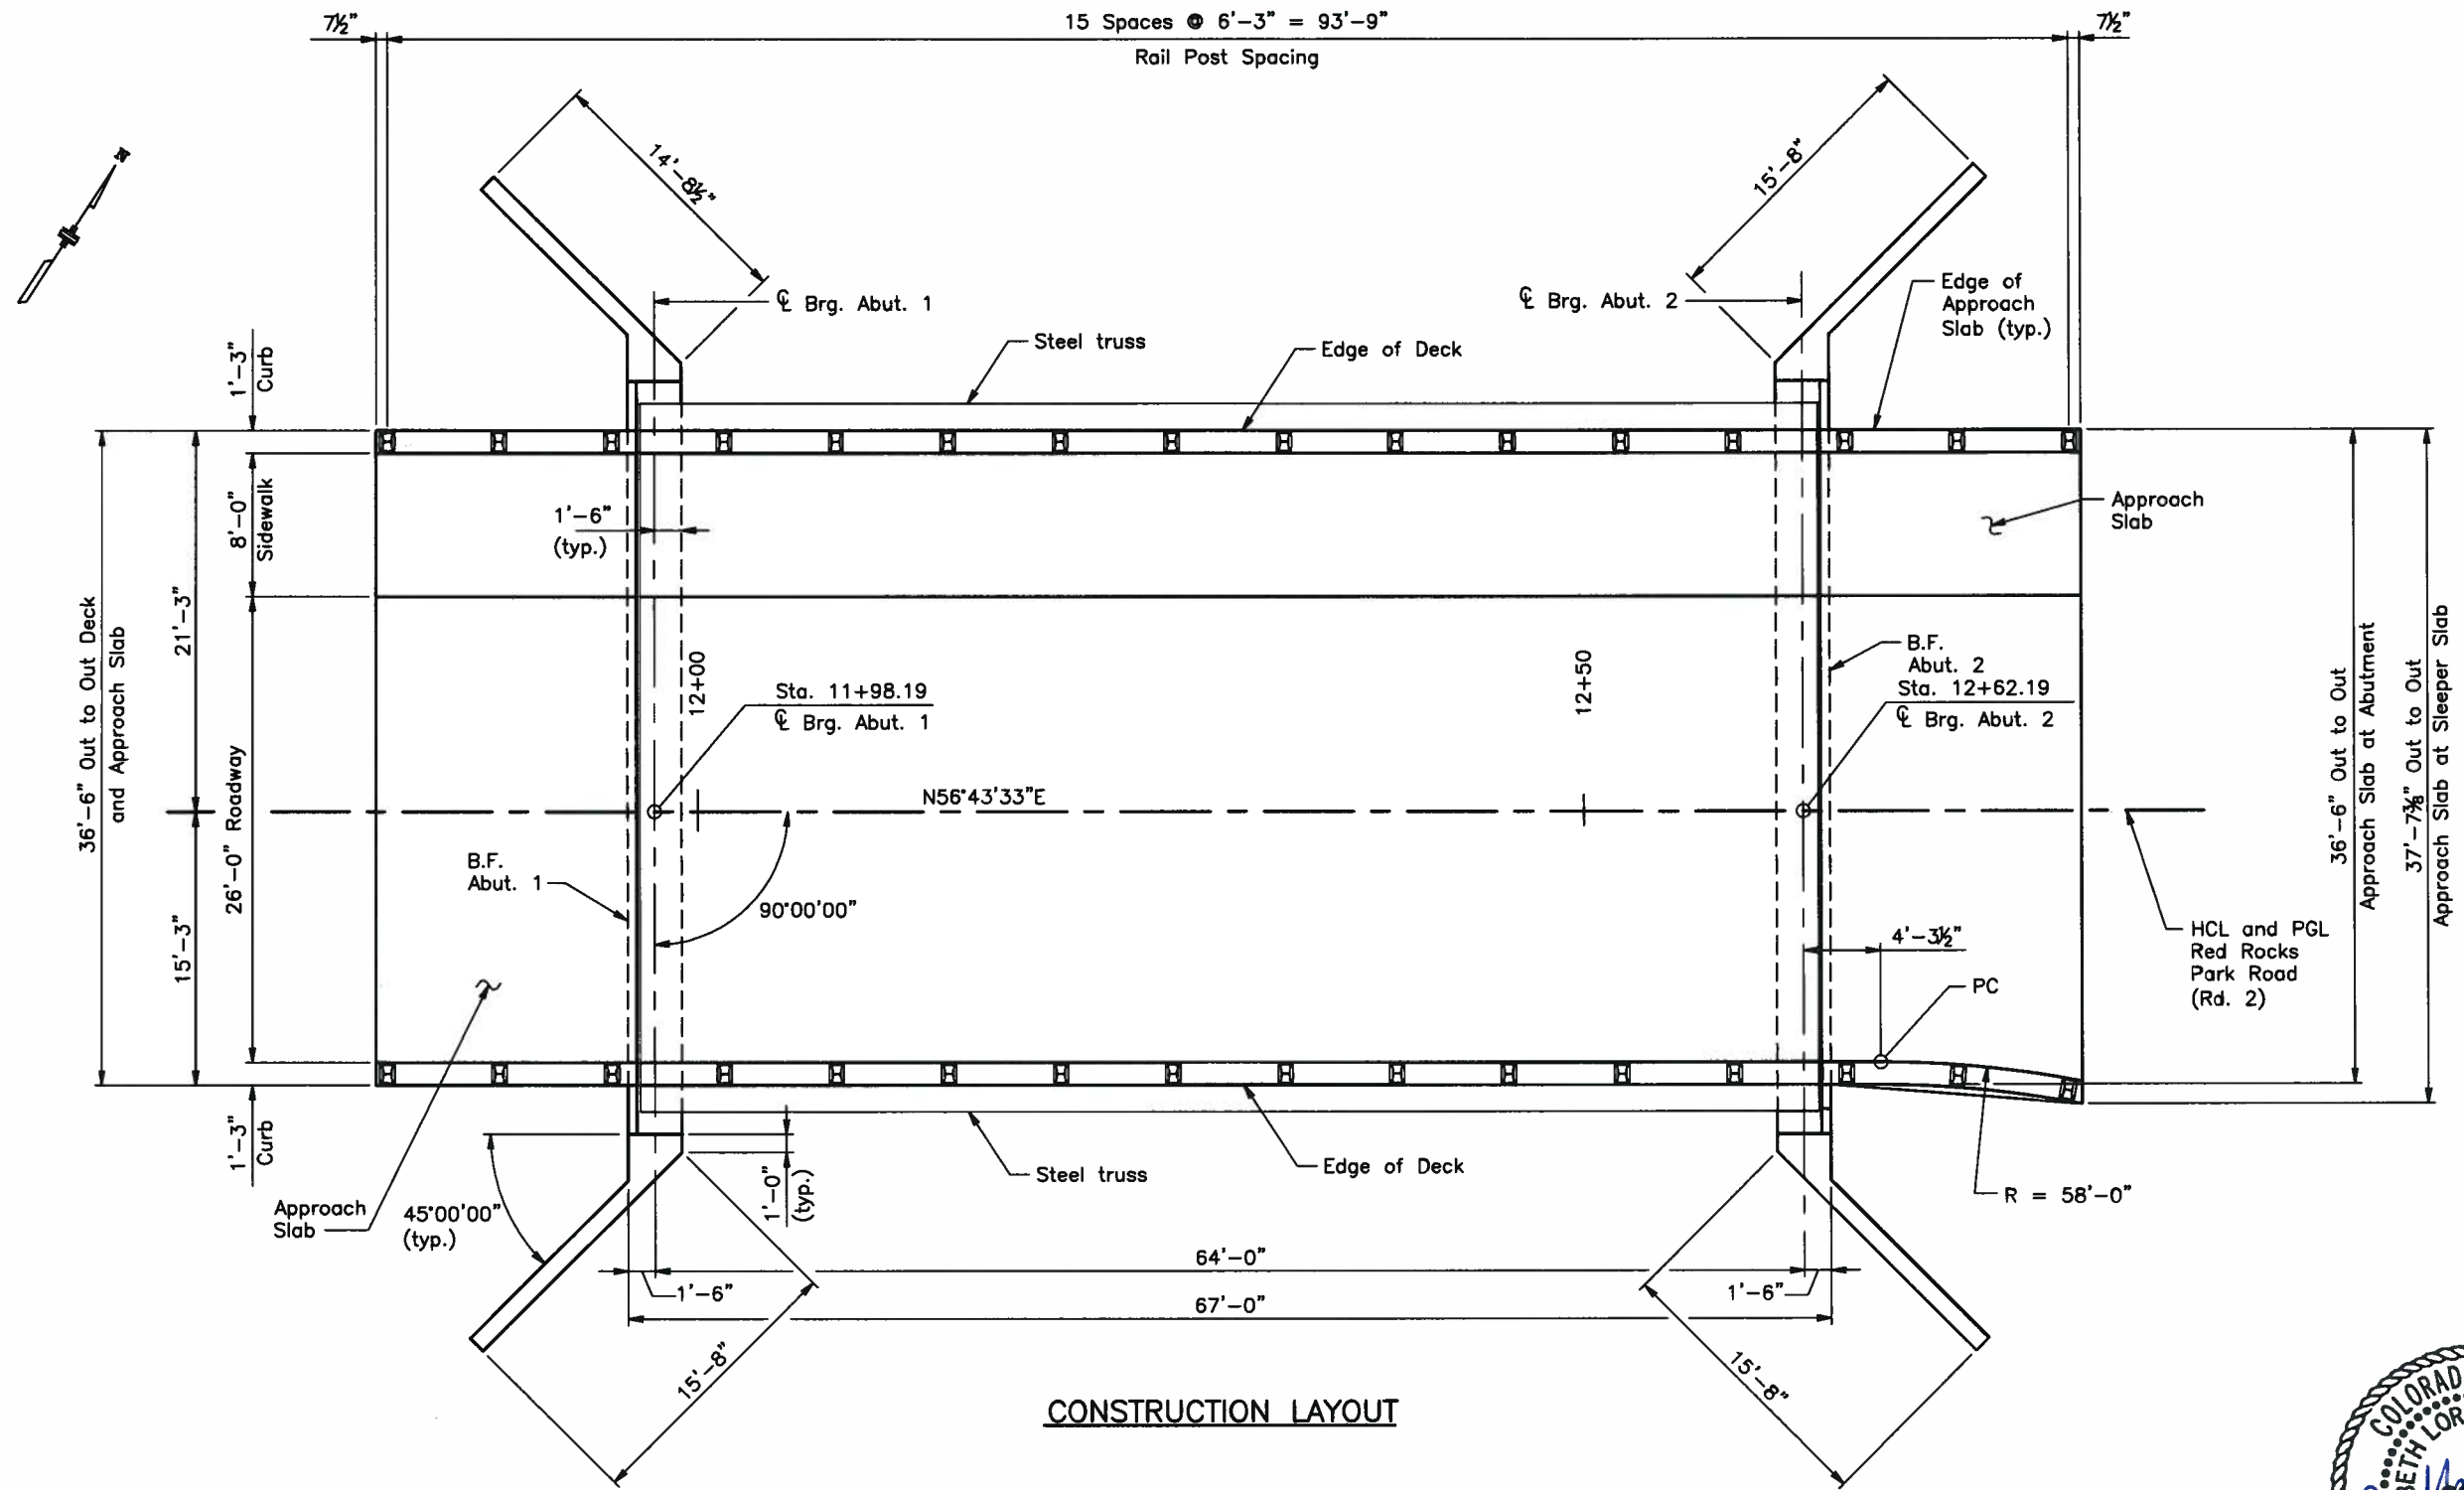 7½"
15 Spaces @ 6'-3" = 93'-9"
7½"
Rail Post Spacing
N
14'-8½"
15'-8"
℄ Brg. Abut. 1
℄ Brg. Abut. 2
Edge of
Approach
Slab (typ.)
1'-3"
Curb
Steel truss
Edge of Deck
8'-0"
Sidewalk
1'-6"
(typ.)
Approach
Slab
36'-6" Out to Out Deck
and Approach Slab
21'-3"
26'-0" Roadway
15'-3"
12+00
12+50
Sta. 11+98.19
℄ Brg. Abut. 1
B.F.
Abut. 2
Sta. 12+62.19
℄ Brg. Abut. 2
36'-6" Out to Out
Approach Slab at Abutment
37'-7⅜" Out to Out
Approach Slab at Sleeper Slab
N56°43'33"E
B.F.
Abut. 1
90°00'00"
4'-3½"
PC
HCL and PGL
Red Rocks
Park Road
(Rd. 2)
1'-3"
Curb
Approach
Slab
45°00'00"
(typ.)
1'-0"
(typ.)
Steel truss
Edge of Deck
R = 58'-0"
64'-0"
1'-6"
1'-6"
67'-0"
15'-8"
15'-8"
CONSTRUCTION LAYOUT
COLORAD
BETH LOR